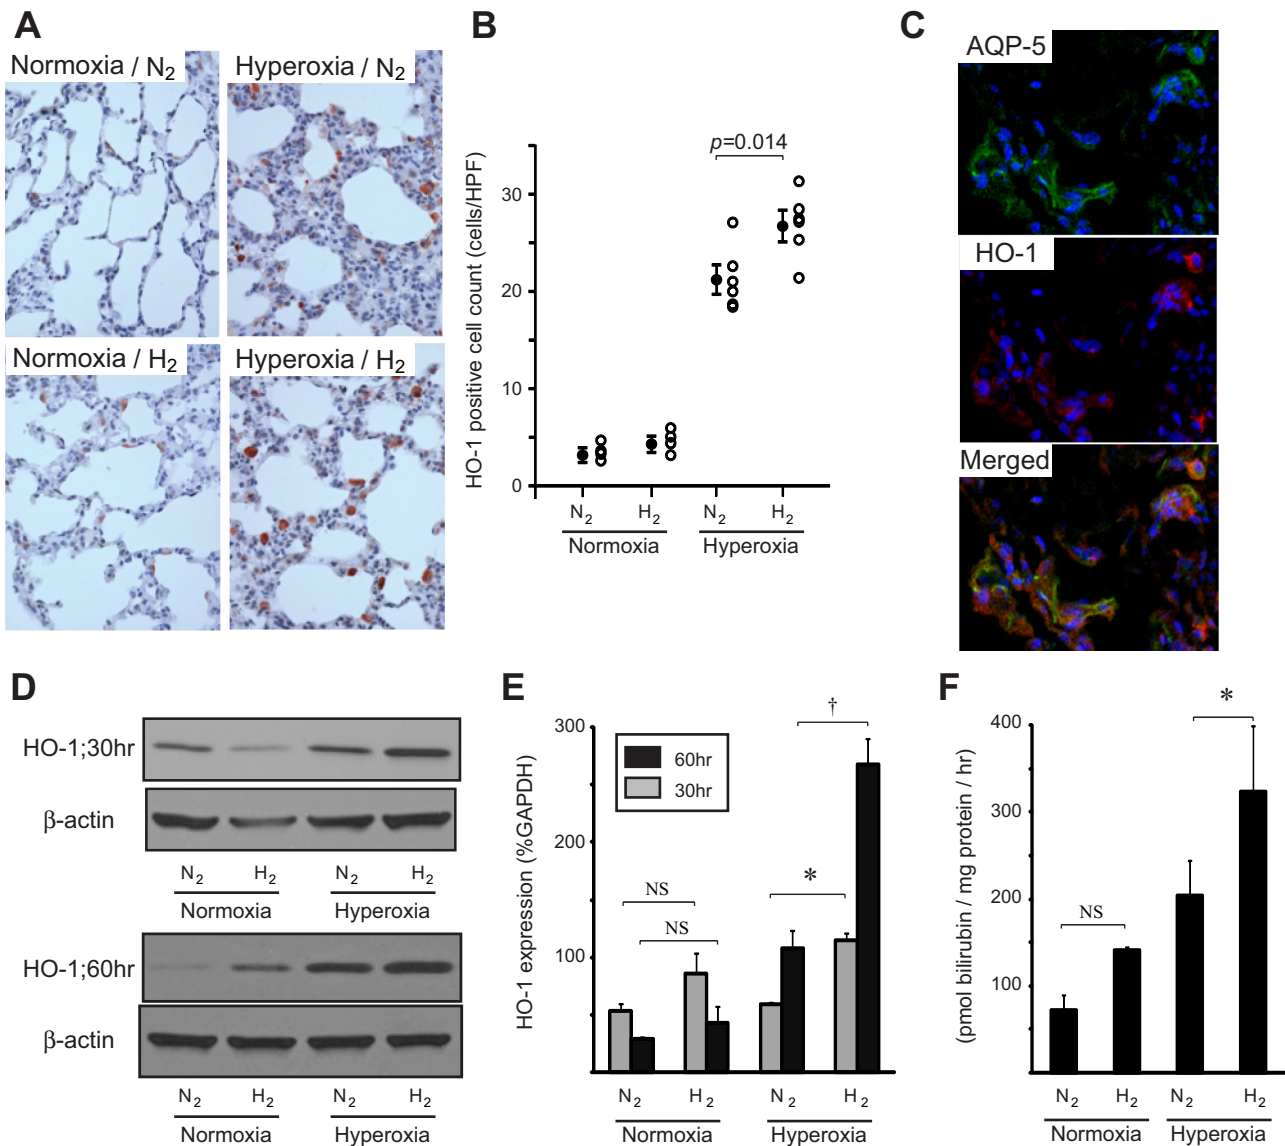 A
Normoxia / N2
Hyperoxia / N2
Normoxia / H2
Hyperoxia / H2
B
HO-1 positive cell count (cells/HPF)
30
20
10
0
p=0.014
N2 H2 N2 H2
Normoxia Hyperoxia
C
AQP-5
HO-1
Merged
D
HO-1;30hr
β-actin
N2 H2 N2 H2
Normoxia Hyperoxia
HO-1;60hr
β-actin
N2 H2 N2 H2
Normoxia Hyperoxia
E
HO-1 expression (%GAPDH)
300
200
100
60hr
30hr
NS
NS
*
†
N2 H2 N2 H2
Normoxia Hyperoxia
F
(pmol bilirubin / mg protein / hr)
400
300
200
100
NS
*
N2 H2 N2 H2
Normoxia Hyperoxia